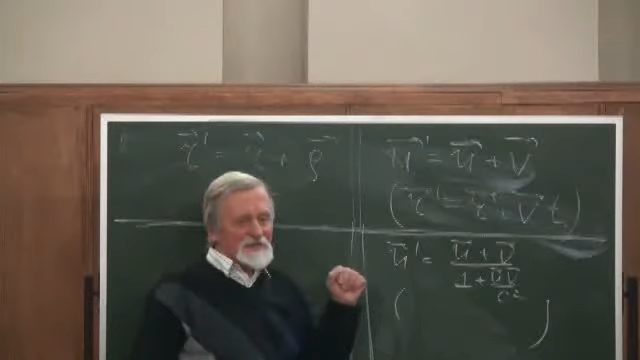 r⃗' = r⃗ + ρ⃗
u⃗' = u⃗ + V⃗
(r⃗' = r⃗ + V⃗ t)
u⃗' = (u⃗ + V⃗) / (1 + u⃗V⃗/c²)
( )